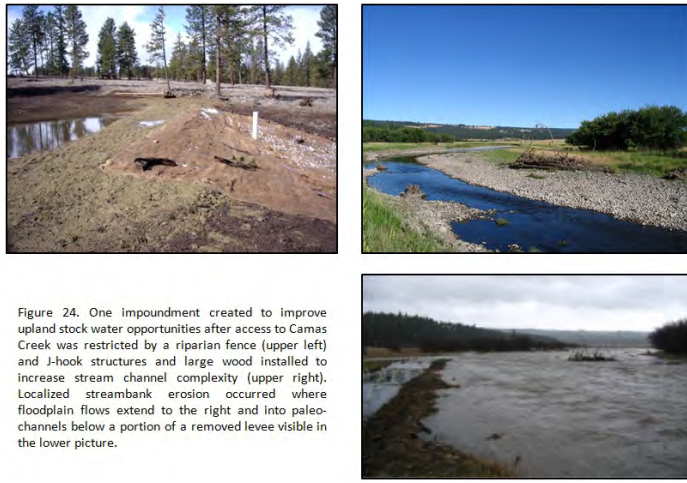 Figure 24. One impoundment created to improve
upland stock water opportunities after access to Camas
Creek was restricted by a riparian fence (upper left)
and J-hook structures and large wood installed to
increase stream channel complexity (upper right).
Localized streambank erosion occurred where
floodplain flows extend to the right and into paleo-
channels below a portion of a removed levee visible in
the lower picture.